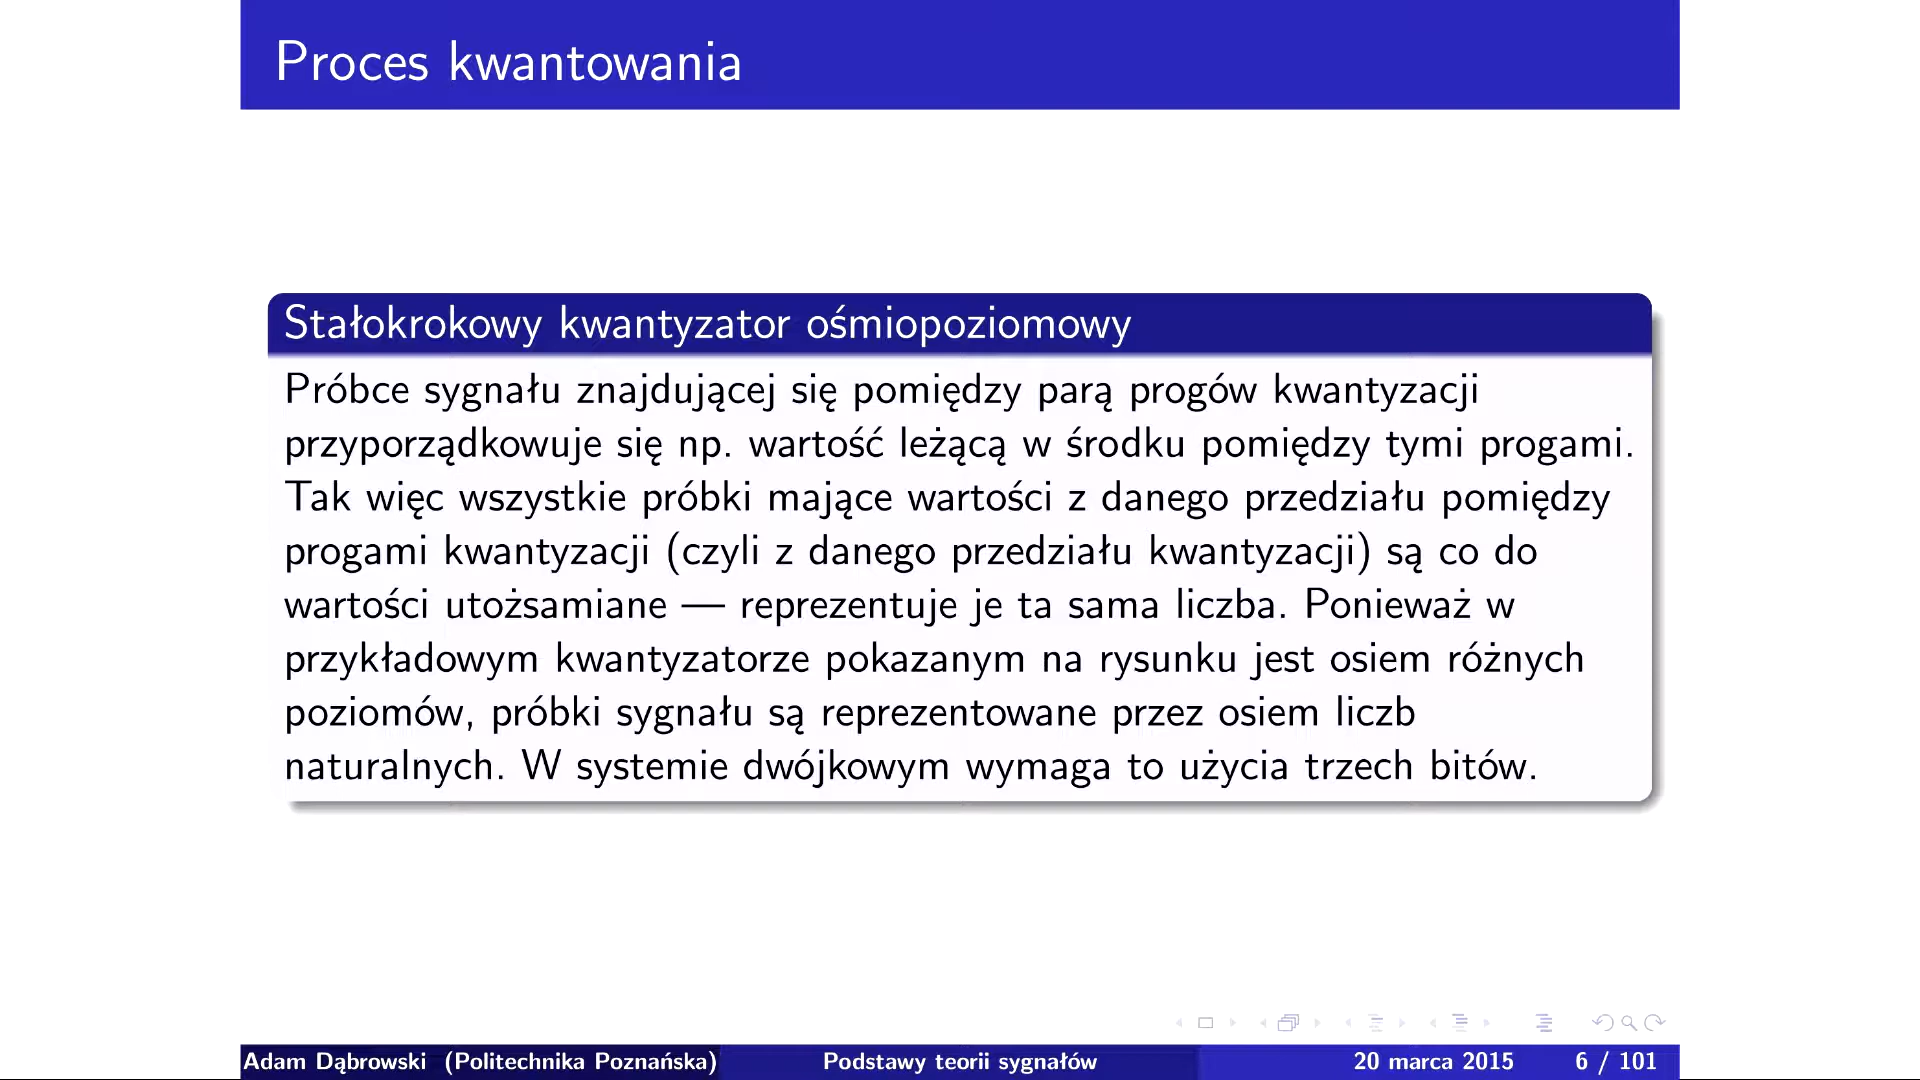 Proces kwantowania
Stałokrokowy kwantyzator ośmiopoziomowy
Próbce sygnału znajdującej się pomiędzy parą progów kwantyzacji
przyporządkowuje się np. wartość leżącą w środku pomiędzy tymi progami.
Tak więc wszystkie próbki mające wartości z danego przedziału pomiędzy
progami kwantyzacji (czyli z danego przedziału kwantyzacji) są co do
wartości utożsamiane — reprezentuje je ta sama liczba. Ponieważ w
przykładowym kwantyzatorze pokazanym na rysunku jest osiem różnych
poziomów, próbki sygnału są reprezentowane przez osiem liczb
naturalnych. W systemie dwójkowym wymaga to użycia trzech bitów.
Adam Dąbrowski (Politechnika Poznańska) Podstawy teorii sygnałów 20 marca 2015 6 / 101